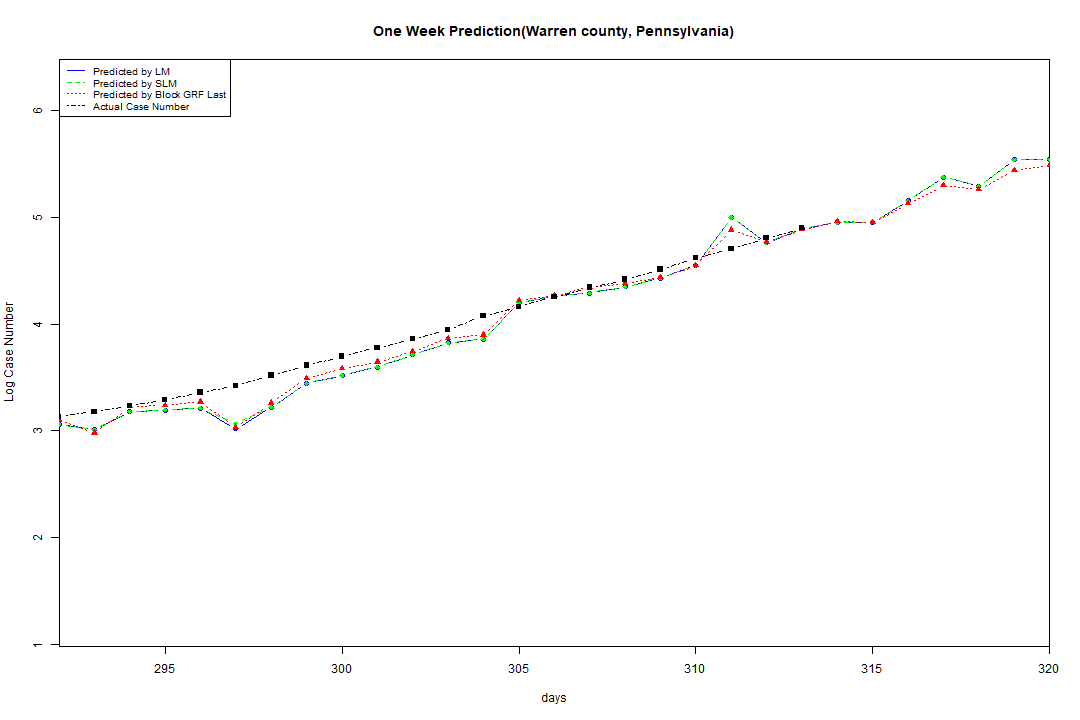 One Week Prediction(Warren county, Pennsylvania)
Predicted by LM
Predicted by SLM
Predicted by Block GRF Last
Actual Case Number
6
5
4
3
2
1
Log Case Number
295 300 305 310 315 320
days